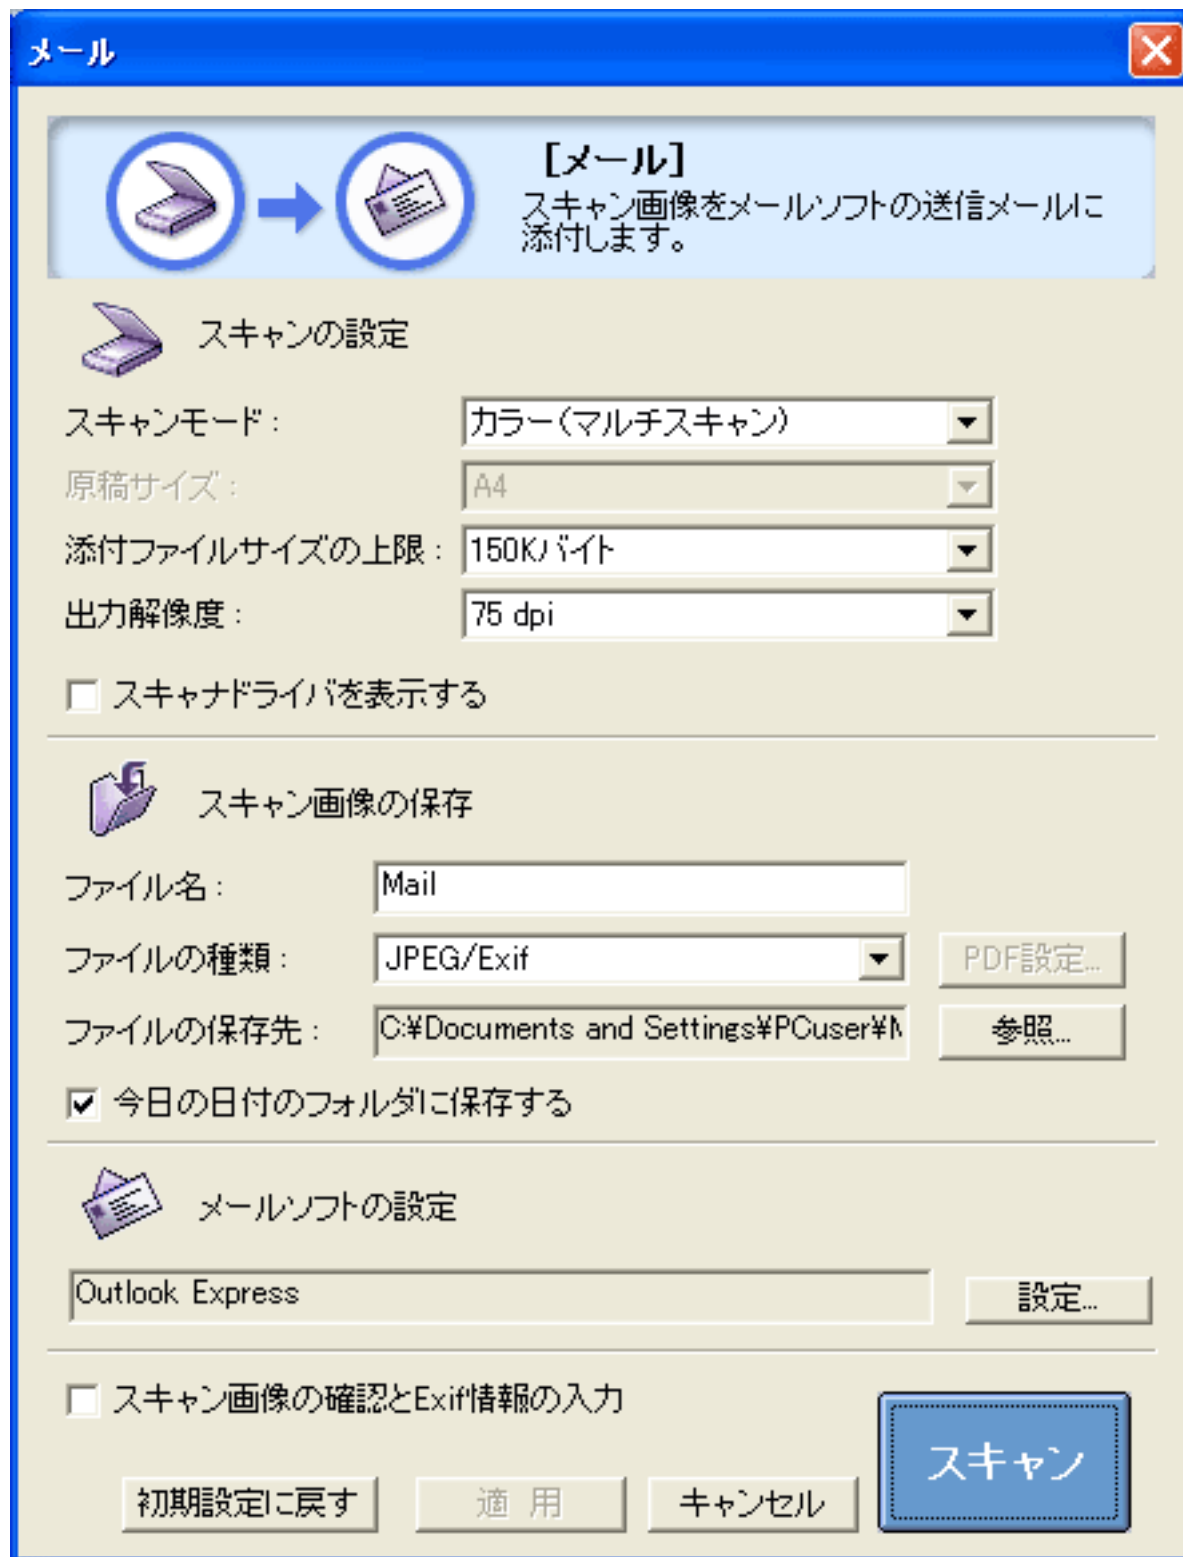 メール
[メール]
スキャン画像をメールソフトの送信メールに
添付します。
スキャンの設定
スキャンモード： カラー(マルチスキャン)
原稿サイズ： A4
添付ファイルサイズの上限： 150Kバイト
出力解像度： 75 dpi
スキャナドライバを表示する
スキャン画像の保存
ファイル名： Mail
ファイルの種類： JPEG/Exif PDF設定...
ファイルの保存先： C:¥Documents and Settings¥PCuser¥ 参照...
今日の日付のフォルダに保存する
メールソフトの設定
Outlook Express 設定...
スキャン画像の確認とExif情報の入力
スキャン
初期設定に戻す 適 用 キャンセル